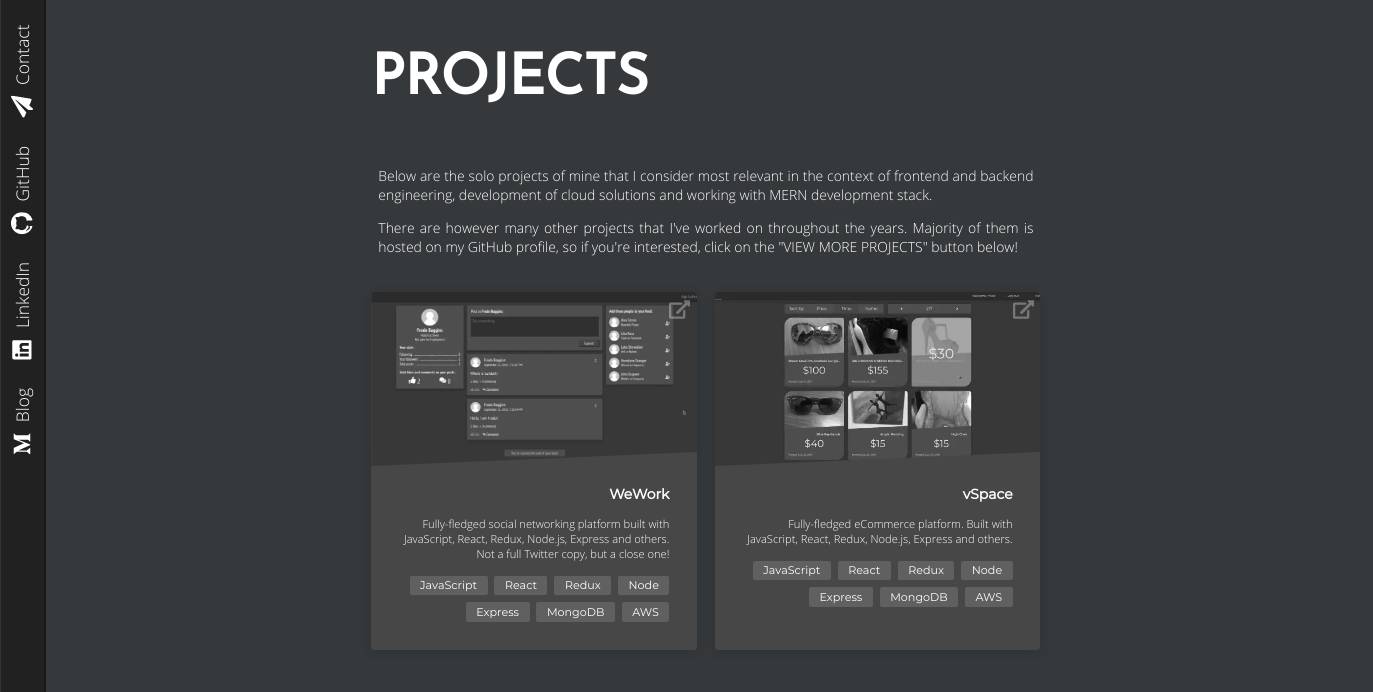 Contact
GitHub
LinkedIn
Blog
PROJECTS
Below are the solo projects of mine that I consider most relevant in the context of frontend and backend
engineering, development of cloud solutions and working with MERN development stack.
There are however many other projects that I've worked on throughout the years. Majority of them is
hosted on my GitHub profile, so if you're interested, click on the "VIEW MORE PROJECTS" button below!
Frodo Baggins
Submit
Frodo Baggins
Frodo Baggins
$100
$155
$30
$40
$15
$15
WeWork
Fully-fledged social networking platform built with
JavaScript, React, Redux, Node.js, Express and others.
Not a full Twitter copy, but a close one!
JavaScript React Redux Node
Express MongoDB AWS
vSpace
Fully-fledged eCommerce platform. Built with
JavaScript, React, Redux, Node.js, Express and others.
JavaScript React Redux Node
Express MongoDB AWS